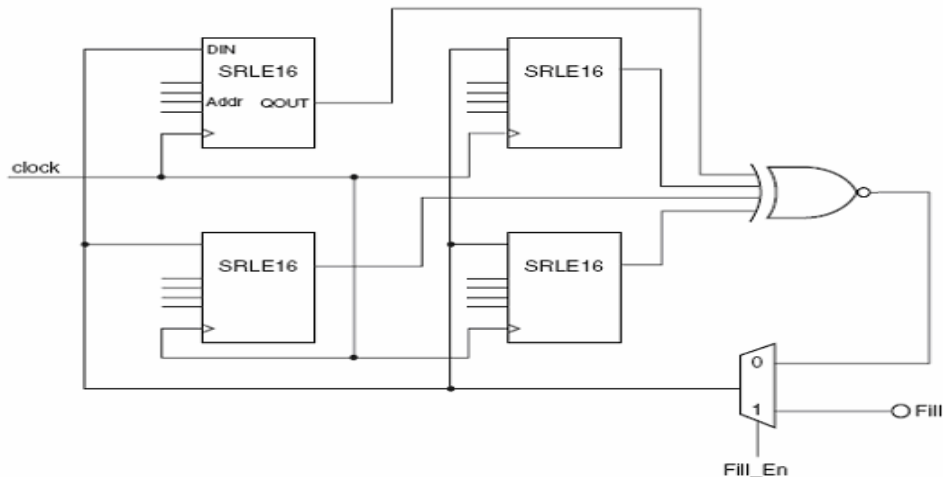 DIN
SRLE16
Addr QOUT
SRLE16
clock
SRLE16
SRLE16
0
1
Fill
Fill_En